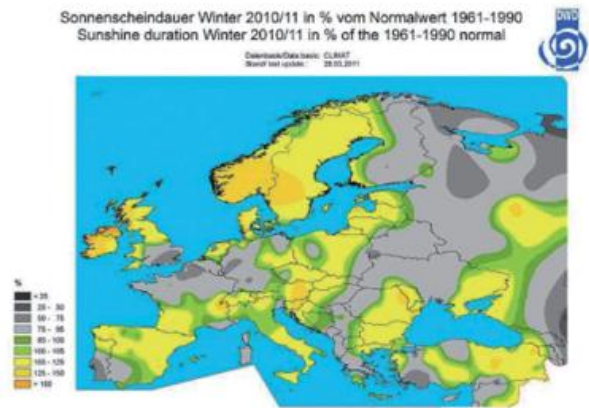 Sonnenscheindauer Winter 2010/11 in % vom Normalwert 1961-1990
Sunshine duration Winter 2010/11 in % of the 1961-1990 normal
DWD
Datenbasis/Data basis: CLIMAT
Stand/ last update: 28.03.2011
%
< 25
25 - 50
50 - 75
75 - 95
95 - 100
100 - 105
105 - 125
125 - 150
> 150